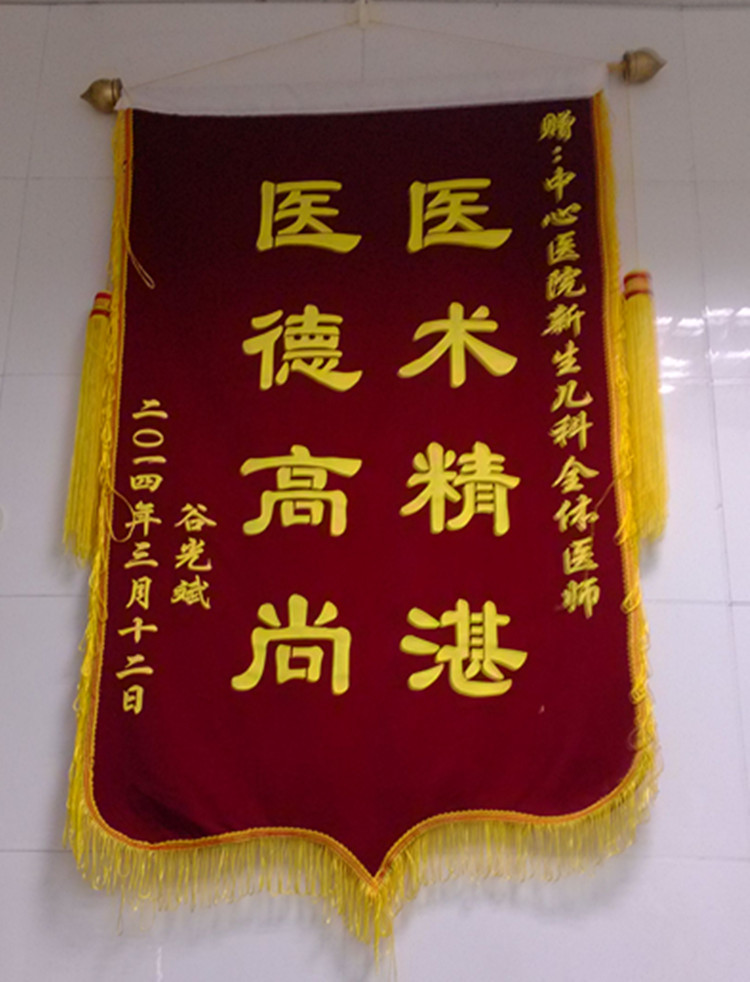 赠：中心医院新生儿科全体医师
医术精湛
医德高尚
谷光斌
二〇一四年三月十二日